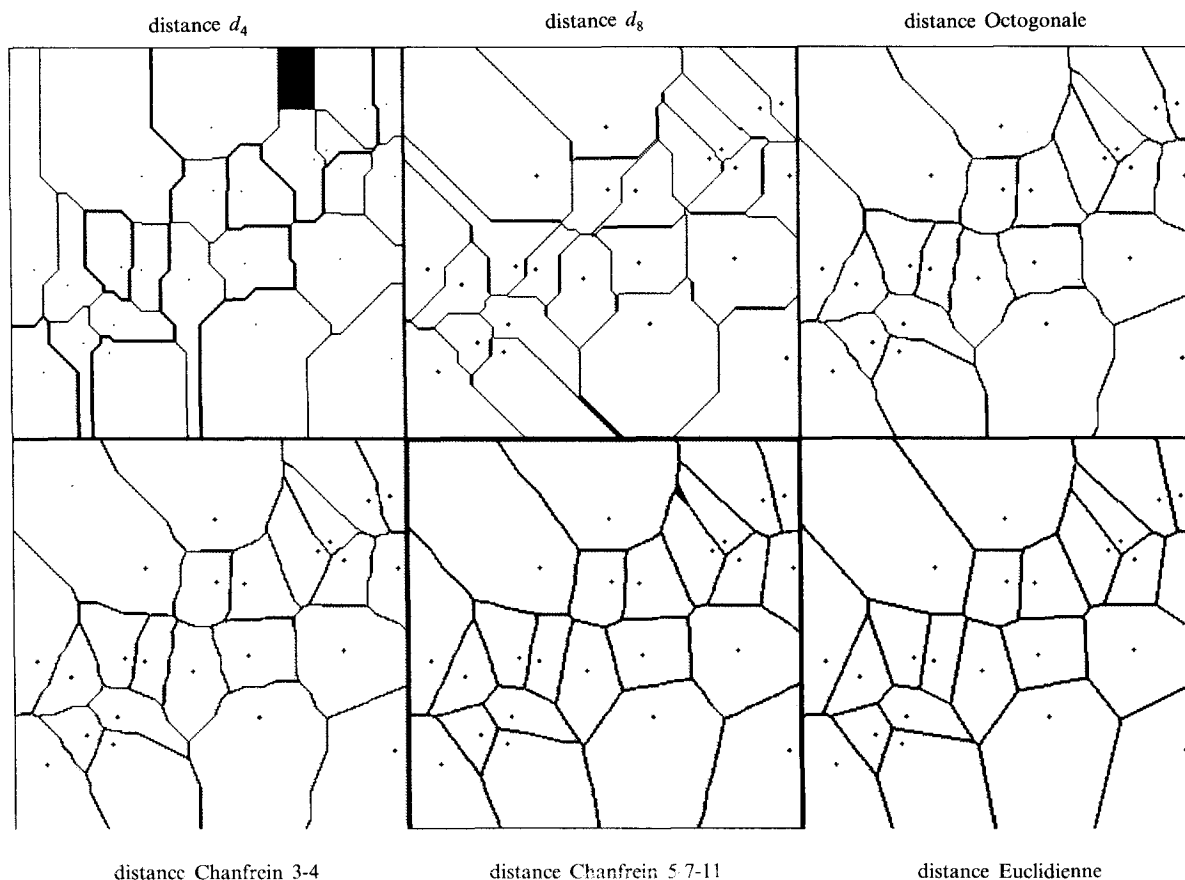 distance d₄
distance d₈
distance Octogonale
distance Chanfrein 3-4
distance Chanfrein 5-7-11
distance Euclidienne